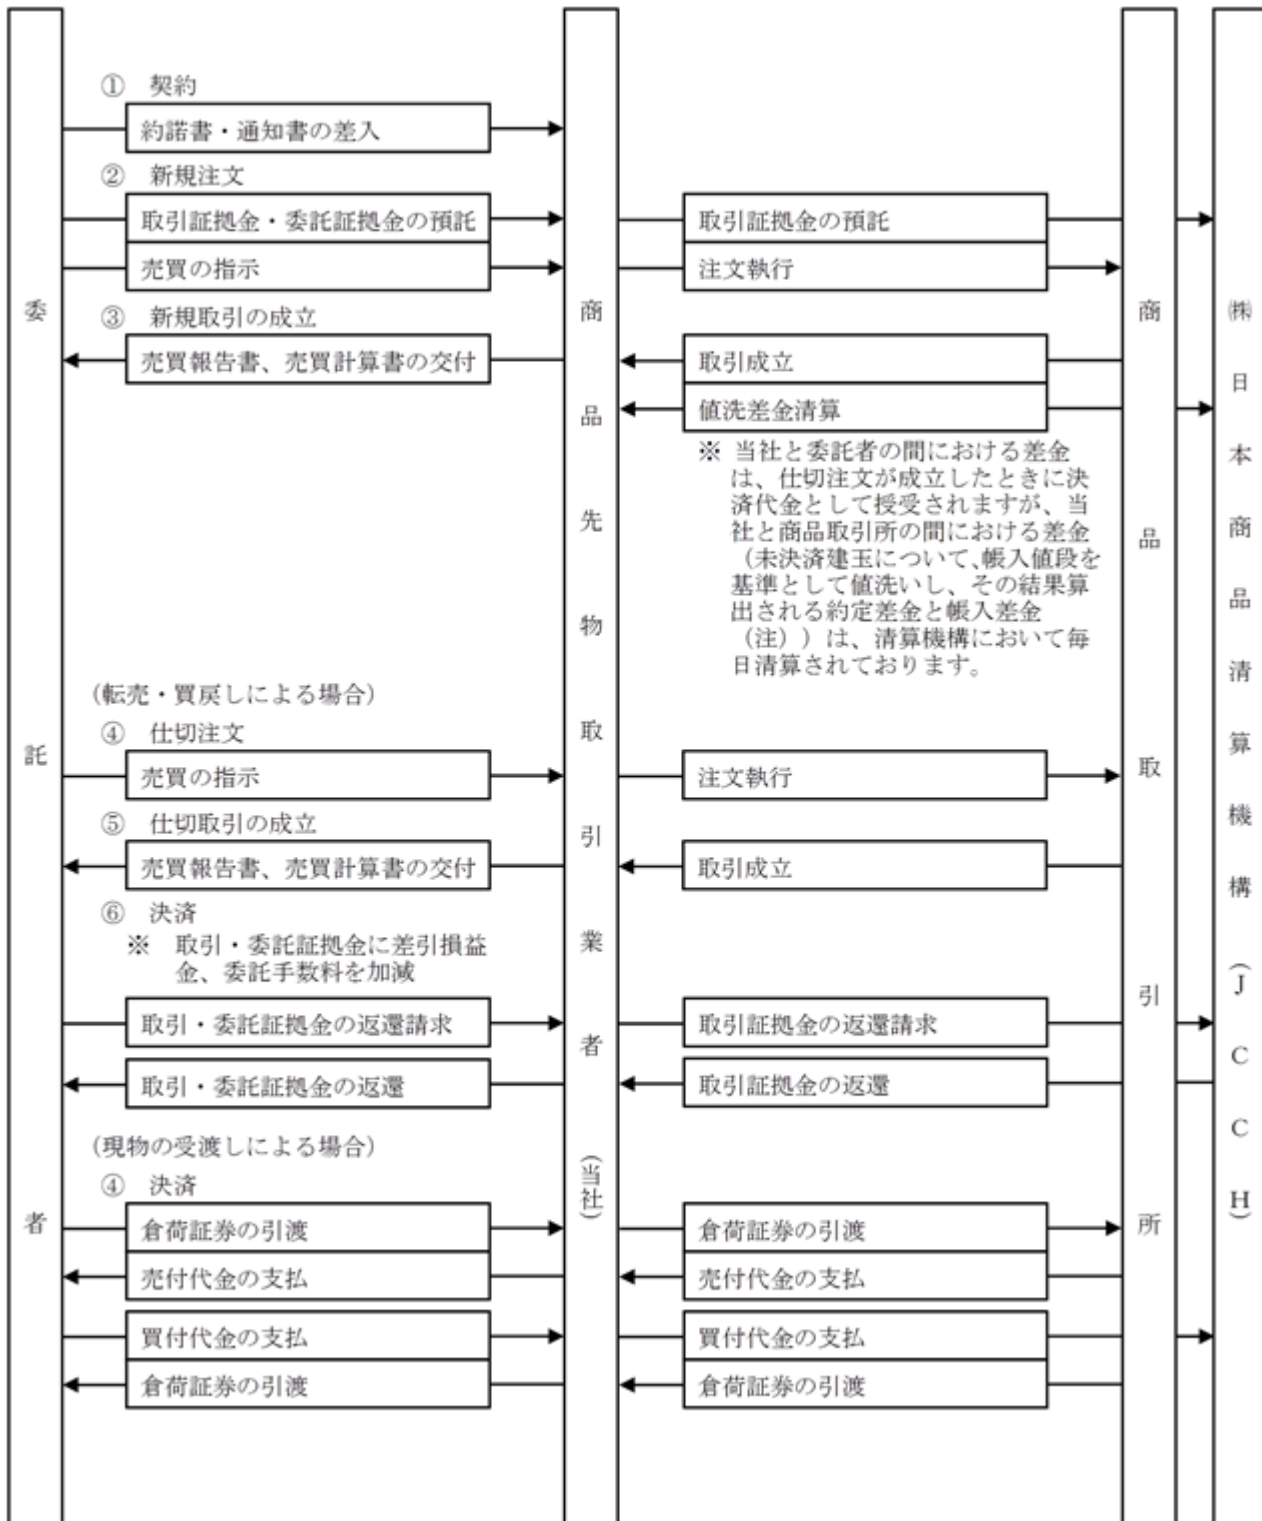 委託者
商品先物取引業者(当社)
商品取引所
㈱日本商品清算機構(JCCH)
① 契約
約諾書・通知書の差入
② 新規注文
取引証拠金・委託証拠金の預託
取引証拠金の預託
売買の指示
注文執行
③ 新規取引の成立
売買報告書、売買計算書の交付
取引成立
値洗差金清算
※ 当社と委託者の間における差金
は、仕切注文が成立したときに決
済代金として授受されますが、当
社と商品取引所の間における差金
(未決済建玉について、帳入値段を
基準として値洗いし、その結果算
出される約定差金と帳入差金
(注))は、清算機構において毎
日清算されております。
(転売・買戻しによる場合)
④ 仕切注文
売買の指示
注文執行
⑤ 仕切取引の成立
売買報告書、売買計算書の交付
取引成立
⑥ 決済
※ 取引・委託証拠金に差引損益
金、委託手数料を加減
取引・委託証拠金の返還請求
取引証拠金の返還請求
取引・委託証拠金の返還
取引証拠金の返還
(現物の受渡しによる場合)
④ 決済
倉荷証券の引渡
倉荷証券の引渡
売付代金の支払
売付代金の支払
買付代金の支払
買付代金の支払
倉荷証券の引渡
倉荷証券の引渡